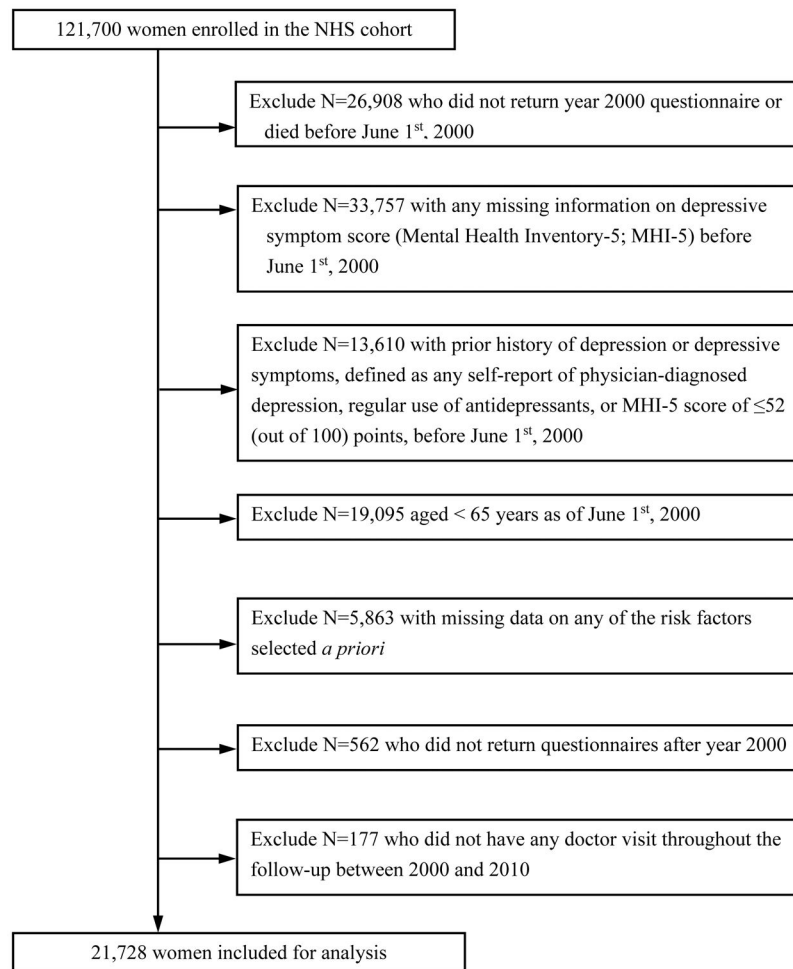 121,700 women enrolled in the NHS cohort
Exclude N=26,908 who did not return year 2000 questionnaire or
died before June 1st, 2000
Exclude N=33,757 with any missing information on depressive
symptom score (Mental Health Inventory-5; MHI-5) before
June 1st, 2000
Exclude N=13,610 with prior history of depression or depressive
symptoms, defined as any self-report of physician-diagnosed
depression, regular use of antidepressants, or MHI-5 score of ≤52
(out of 100) points, before June 1st, 2000
Exclude N=19,095 aged < 65 years as of June 1st, 2000
Exclude N=5,863 with missing data on any of the risk factors
selected a priori
Exclude N=562 who did not return questionnaires after year 2000
Exclude N=177 who did not have any doctor visit throughout the
follow-up between 2000 and 2010
21,728 women included for analysis